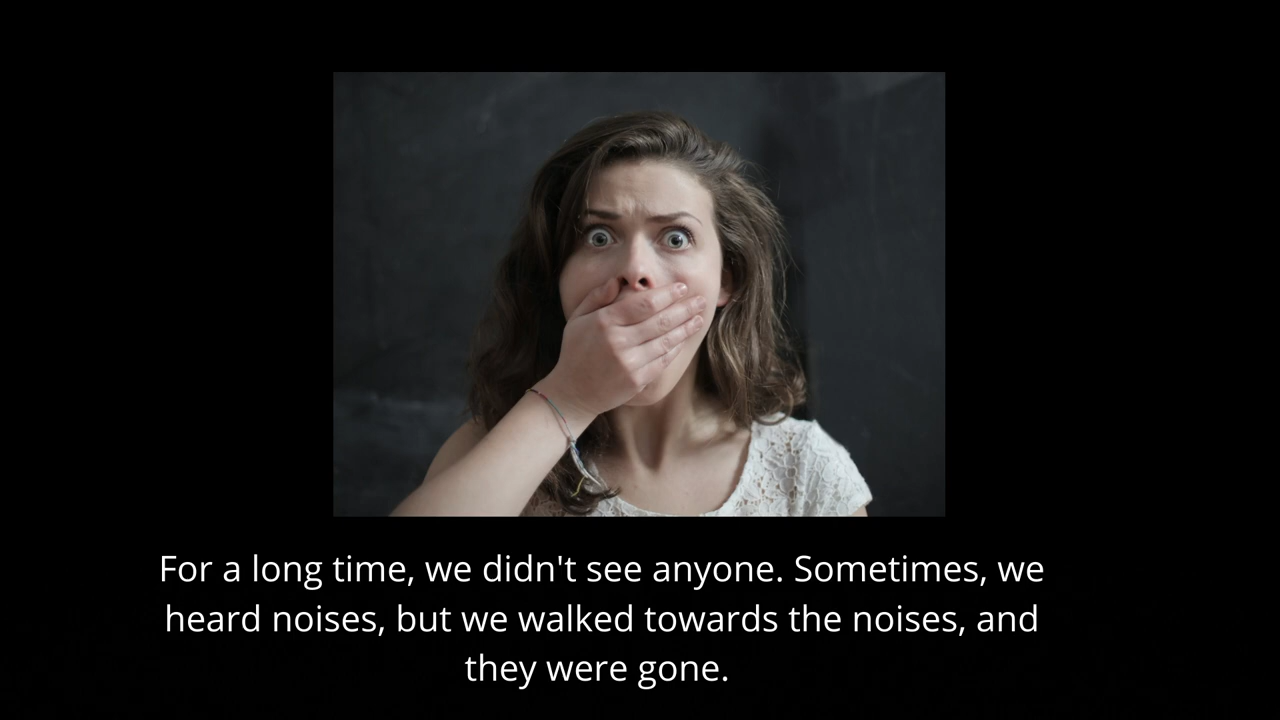 For a long time, we didn't see anyone. Sometimes, we
heard noises, but we walked towards the noises, and
they were gone.